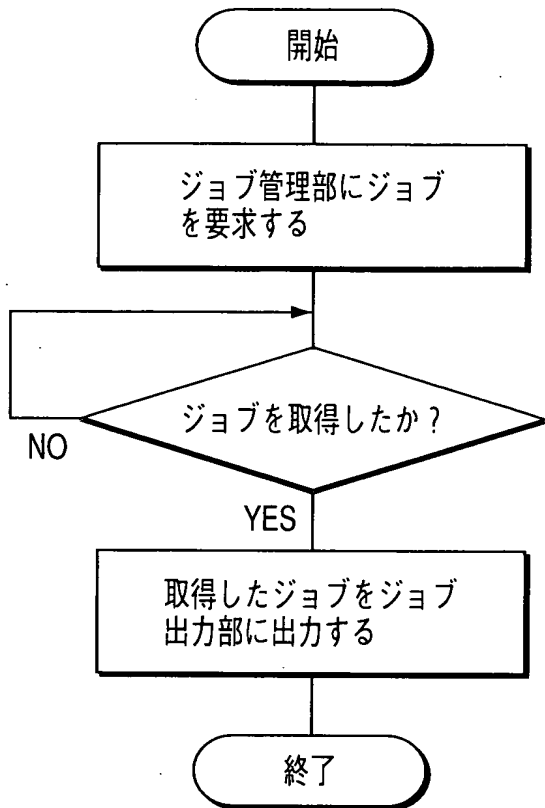 開始
ジョブ管理部にジョブ
を要求する
ジョブを取得したか？
NO
YES
取得したジョブをジョブ
出力部に出力する
終了